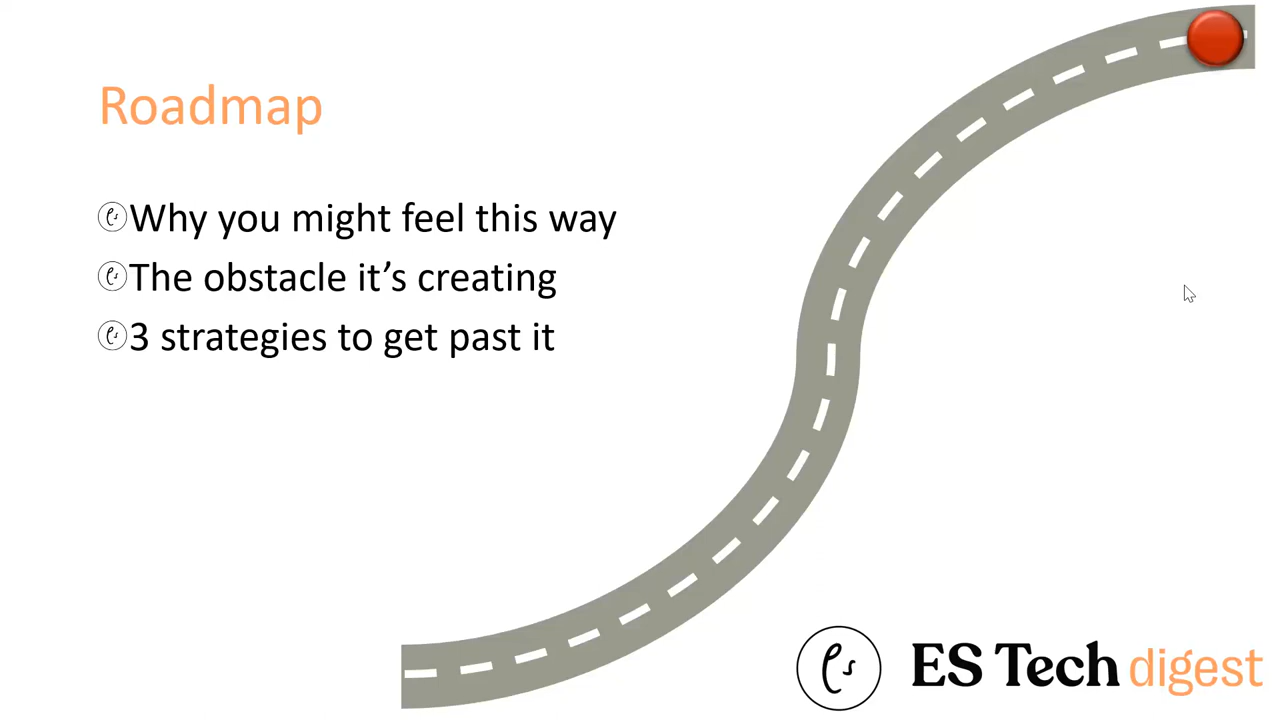 Roadmap
Why you might feel this way
The obstacle it’s creating
3 strategies to get past it
es ES Tech digest